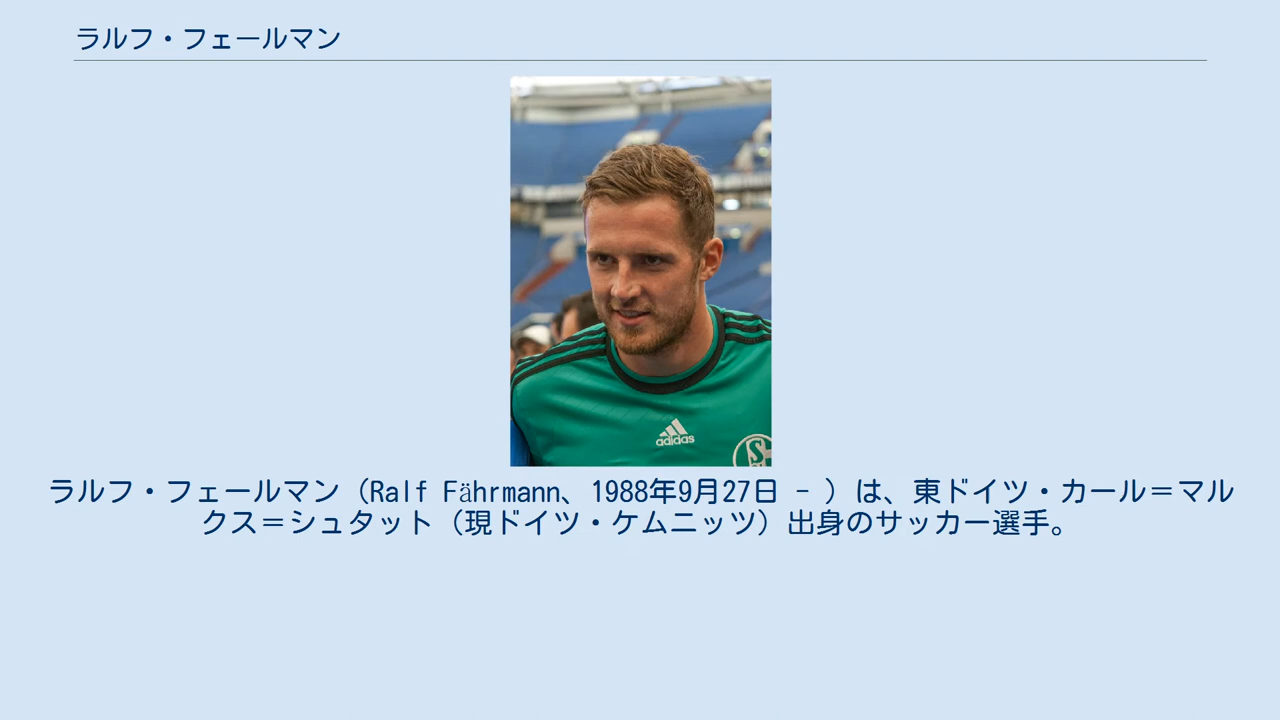 ラルフ・フェールマン
adidas
ラルフ・フェールマン（Ralf Fährmann、1988年9月27日 - ）は、東ドイツ・カール＝マル
クス＝シュタット（現ドイツ・ケムニッツ）出身のサッカー選手。